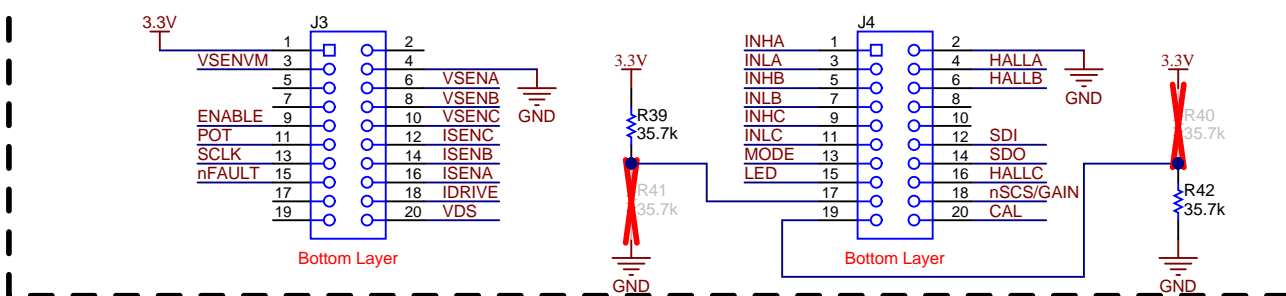 3.3V
J3
1
2
VSENVM
3
4
5
6
VSENA
7
8
VSENB
ENABLE
9
10
VSENC
GND
POT
11
12
ISENC
SCLK
13
14
ISENB
nFAULT
15
16
ISENA
17
18
IDRIVE
19
20
VDS
Bottom Layer
3.3V
R39
35.7k
R41
35.7k
GND
J4
INHA
1
2
INLA
3
4
HALLA
INHB
5
6
HALLB
INLB
7
8
GND
INHC
9
10
INLC
11
12
SDI
MODE
13
14
SDO
LED
15
16
HALLC
17
18
nSCS/GAIN
19
20
CAL
Bottom Layer
3.3V
R40
35.7k
R42
35.7k
GND